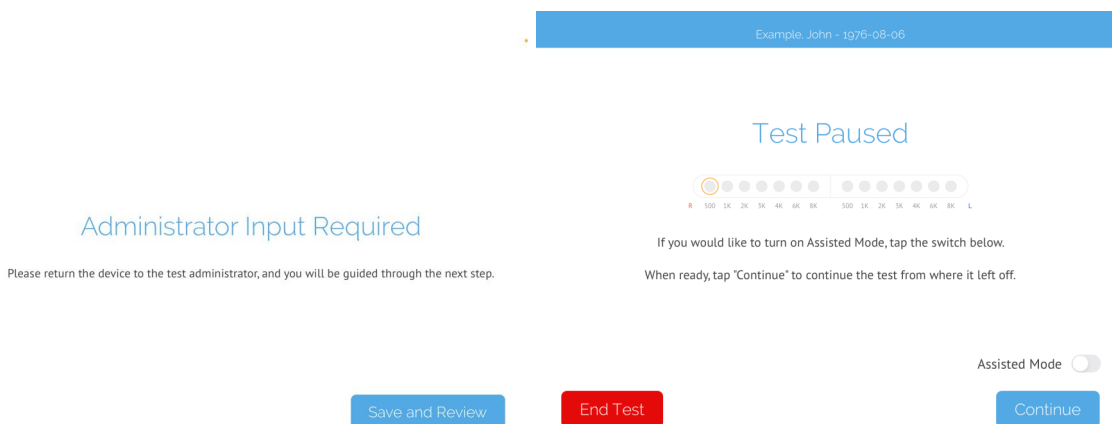 Administrator Input Required
Please return the device to the test administrator, and you will be guided through the next step.
Save and Review
Example, John - 1976-08-06
Test Paused
R 500 1K 2K 3K 4K 6K 8K 500 1K 2K 3K 4K 6K 8K L
If you would like to turn on Assisted Mode, tap the switch below.
When ready, tap "Continue" to continue the test from where it left off.
Assisted Mode
End Test
Continue